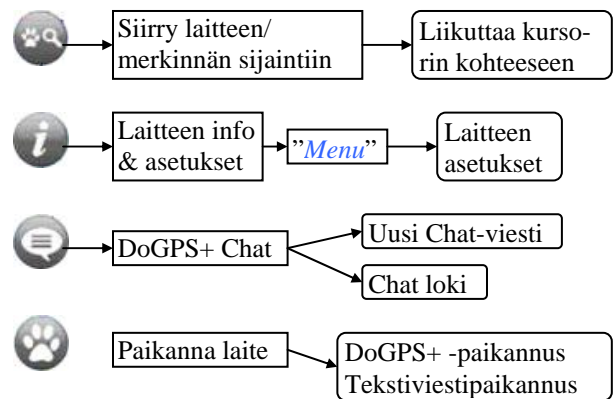 Siirry laitteen/
merkinnän sijaintiin
Liikuttaa kurso-
rin kohteeseen
Laitteen info
& asetukset
"Menu"
Laitteen
asetukset
DoGPS+ Chat
Uusi Chat-viesti
Chat loki
Paikanna laite
DoGPS+ -paikannus
Tekstiviestipaikannus